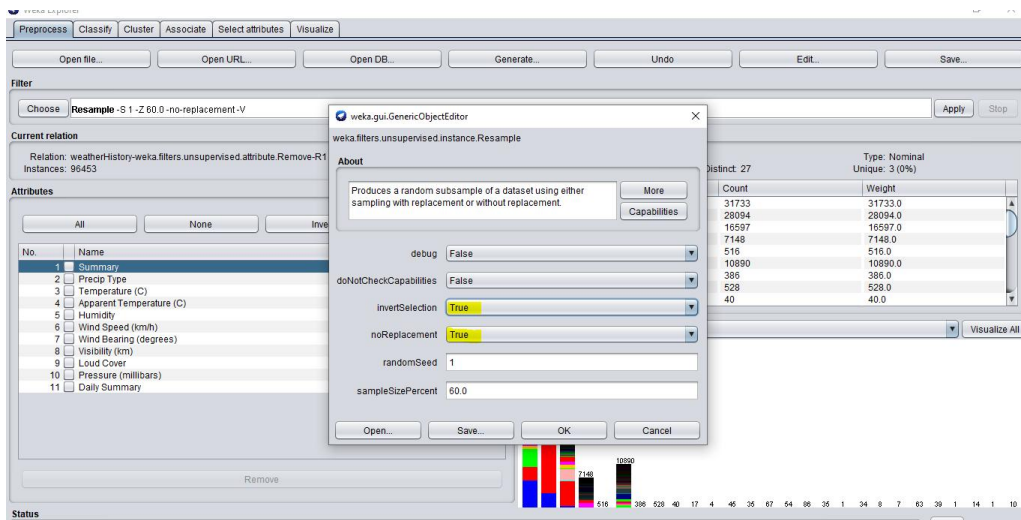 Weka Explorer
Preprocess Classify Cluster Associate Select attributes Visualize
Open file... Open URL... Open DB... Generate... Undo Edit... Save...
Filter
Choose Resample -S 1 -Z 60.0 -no-replacement -V Apply Stop
Current relation
Relation: weatherHistory-weka.filters.unsupervised.attribute.Remove-R1
Instances: 96453
Attributes
All None Inve
No. Name
1 Summary
2 Precip Type
3 Temperature (C)
4 Apparent Temperature (C)
5 Humidity
6 Wind Speed (km/h)
7 Wind Bearing (degrees)
8 Visibility (km)
9 Loud Cover
10 Pressure (millibars)
11 Daily Summary
Remove
Status
weka.gui.GenericObjectEditor
weka.filters.unsupervised.instance.Resample
About
Produces a random subsample of a dataset using either
sampling with replacement or without replacement.
More
Capabilities
debug False
doNotCheckCapabilities False
invertSelection True
noReplacement True
randomSeed 1
sampleSizePercent 60.0
Open... Save... OK Cancel
Type: Nominal
Distinct: 27 Unique: 3 (0%)
Count Weight
31733 31733.0
28094 28094.0
16597 16597.0
7148 7148.0
516 516.0
10890 10890.0
386 386.0
528 528.0
40 40.0
Visualize All
10890
7148
516 386 528 40 17 4 45 35 67 54 86 35 1 34 8 7 63 39 1 14 1 10